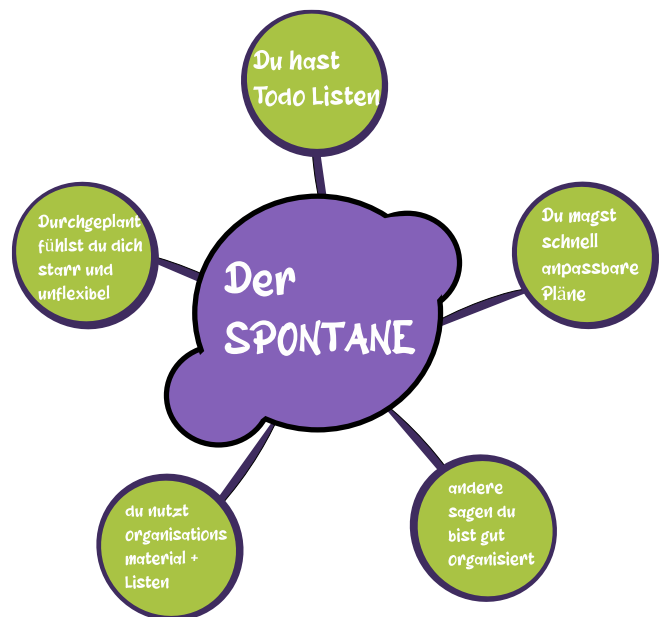 Du hast
Todo Listen
Durchgeplant
fühlst du dich
starr und
unflexibel
Der
SPONTANE
Du magst
schnell
anpassbare
Pläne
du nutzt
organisations
material +
Listen
andere
sagen du
bist gut
organisiert